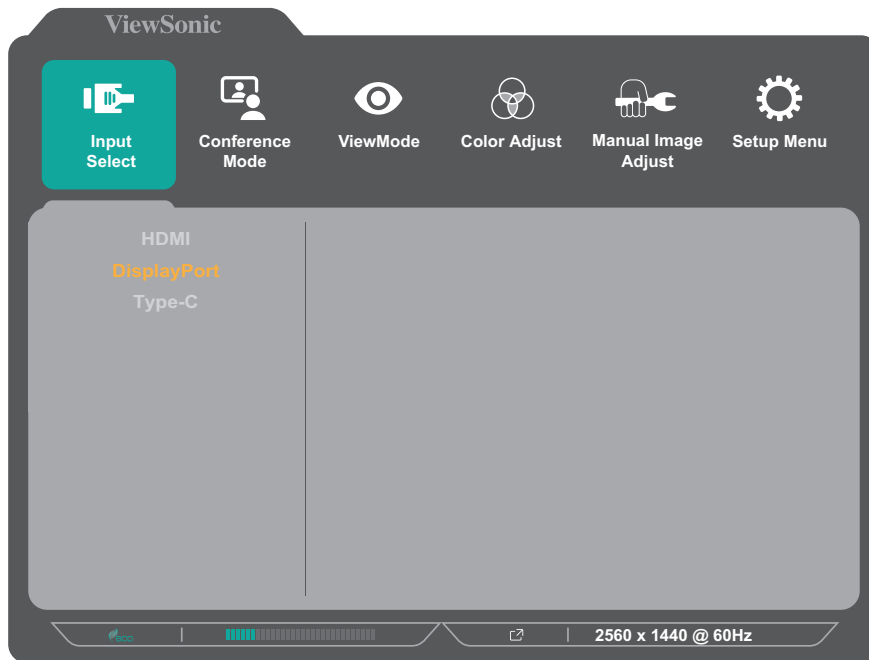 ViewSonic
Input
Select
Conference
Mode
ViewMode
Color Adjust
Manual Image
Adjust
Setup Menu
HDMI
DisplayPort
Type-C
eco
2560 x 1440 @ 60Hz